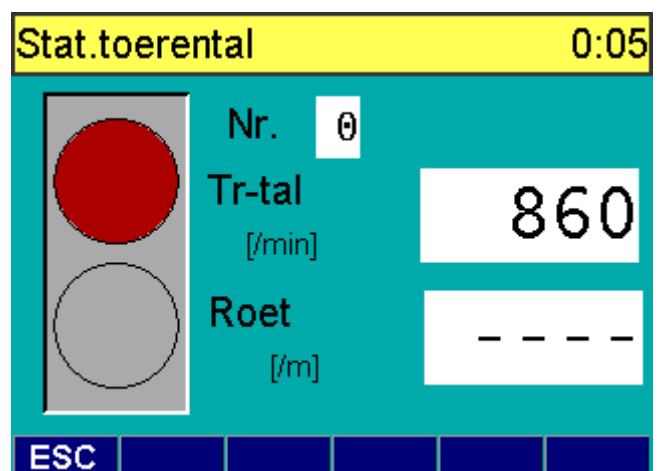 Stat.toerental 0:05
Nr. 0
Tr-tal 860
[/min]
Roet ----
[/m]
ESC